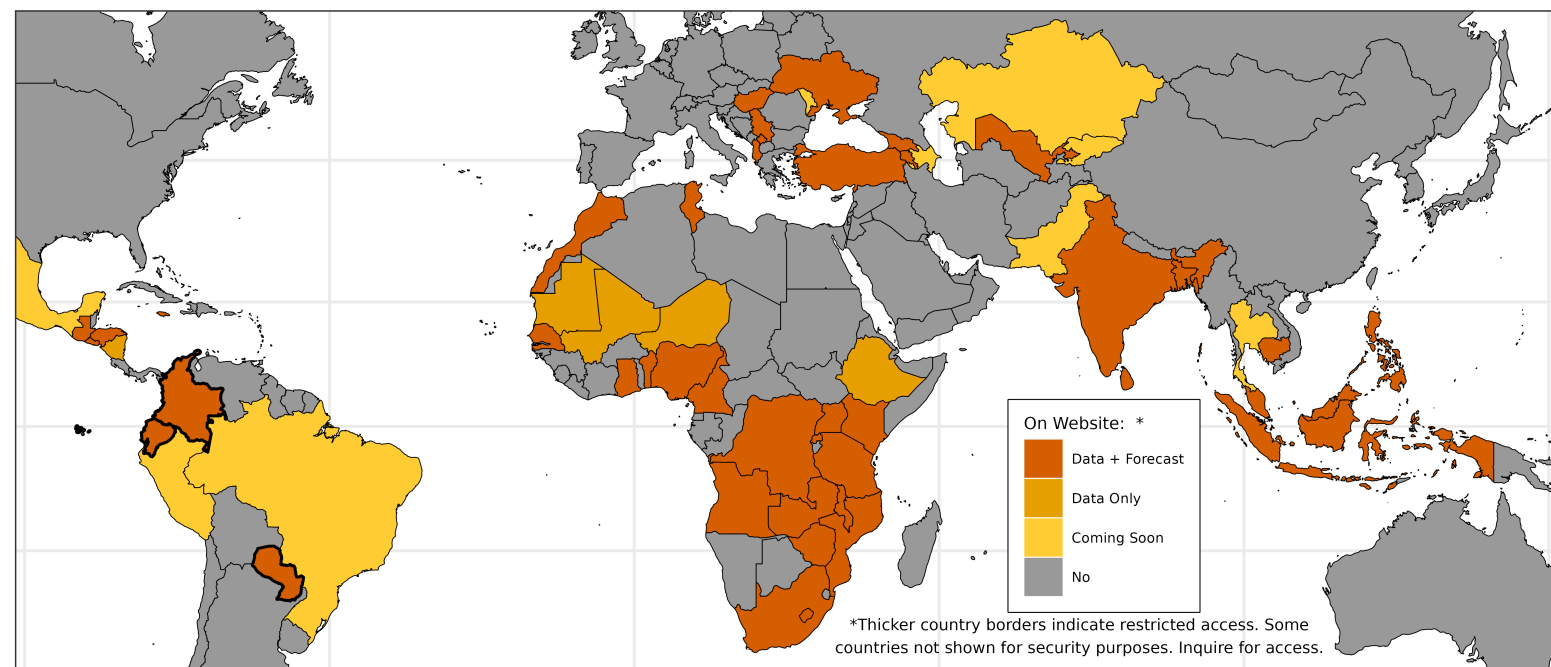 On Website:  *
Data + Forecast
Data Only
Coming Soon
No
*Thicker country borders indicate restricted access. Some
countries not shown for security purposes. Inquire for access.